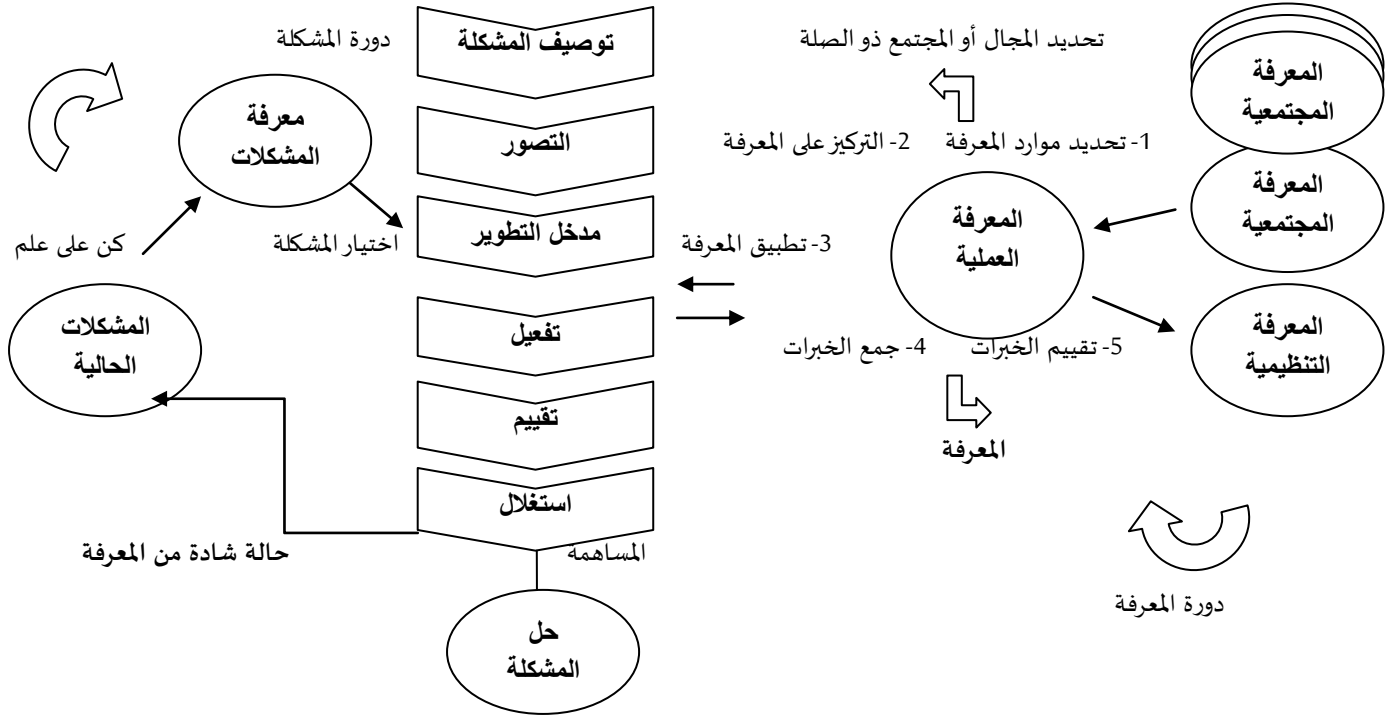 المعرفة
المجتمعية
تحديد المجال أو المجتمع ذو الصلة
توصيف المشكلة
دورة المشكلة
معرفة
المشكلات
1- تحديد موارد المعرفة
2- التركيز على المعرفة
التصور
المعرفة
المجتمعية
المعرفة
العملية
3- تطبيق المعرفة
مدخل التطوير
اختيار المشكلة
كن على علم
المعرفة
التنظيمية
5- تقييم الخبرات
4- جمع الخبرات
تفعيل
المشكلات
الحالية
تقييم
المعرفة
استغلال
المساهمة
حالة شادة من المعرفة
دورة المعرفة
حل
المشكلة